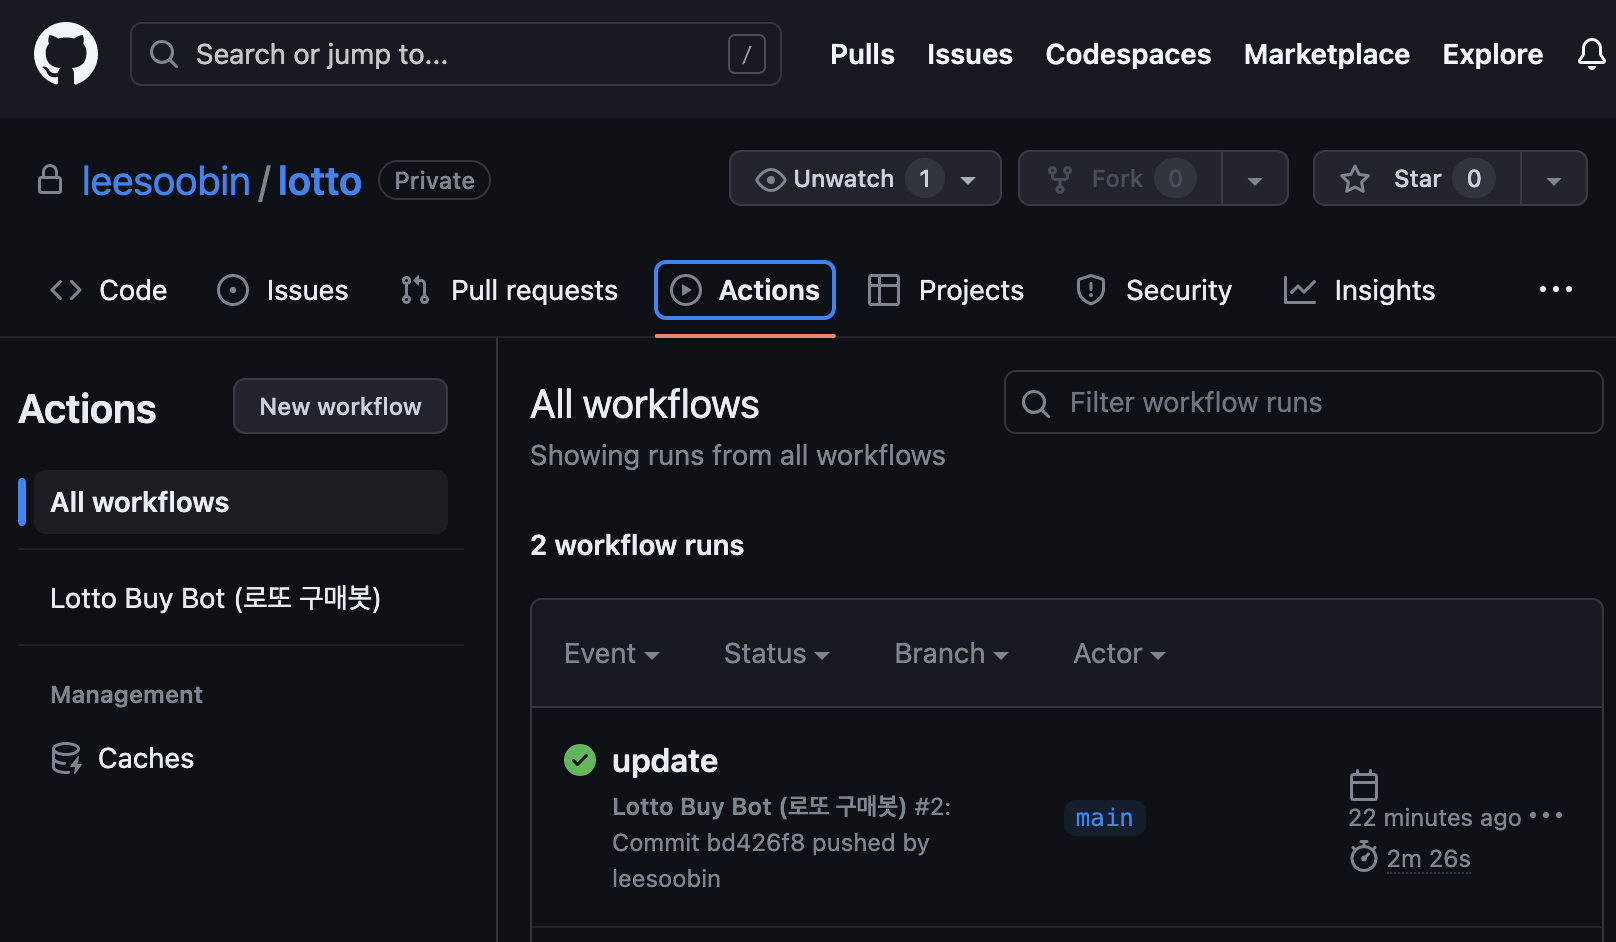 Search or jump to... /
Pulls Issues Codespaces Marketplace Explore
leesoobin / lotto Private
Unwatch 1 Fork 0 Star 0
Code Issues Pull requests Actions Projects Security Insights ...
Actions New workflow
All workflows
Lotto Buy Bot (로또 구매봇)
Management
Caches
All workflows
Showing runs from all workflows
Filter workflow runs
2 workflow runs
Event Status Branch Actor
update
Lotto Buy Bot (로또 구매봇) #2:
Commit bd426f8 pushed by
leesoobin
main
22 minutes ago ...
2m 26s